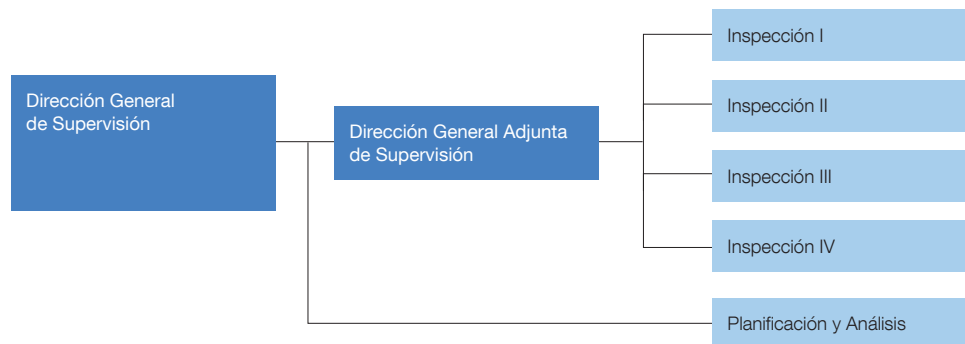 Dirección General
de Supervisión
Dirección General Adjunta
de Supervisión
Inspección I
Inspección II
Inspección III
Inspección IV
Planificación y Análisis